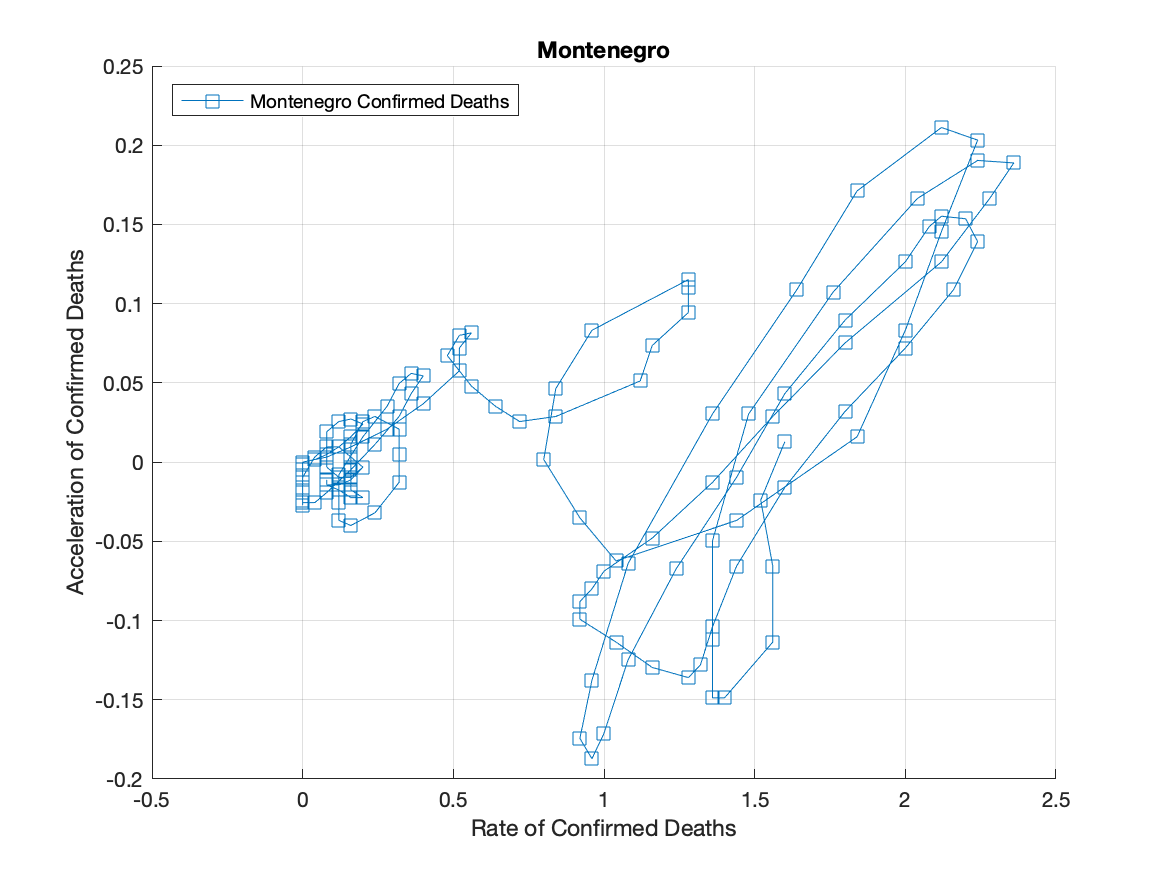 Montenegro
0.25
Montenegro Confirmed Deaths
0.2
0.15
0.1
0.05
0
-0.05
-0.1
-0.15
-0.2
Acceleration of Confirmed Deaths
-0.5 0 0.5 1 1.5 2 2.5
Rate of Confirmed Deaths